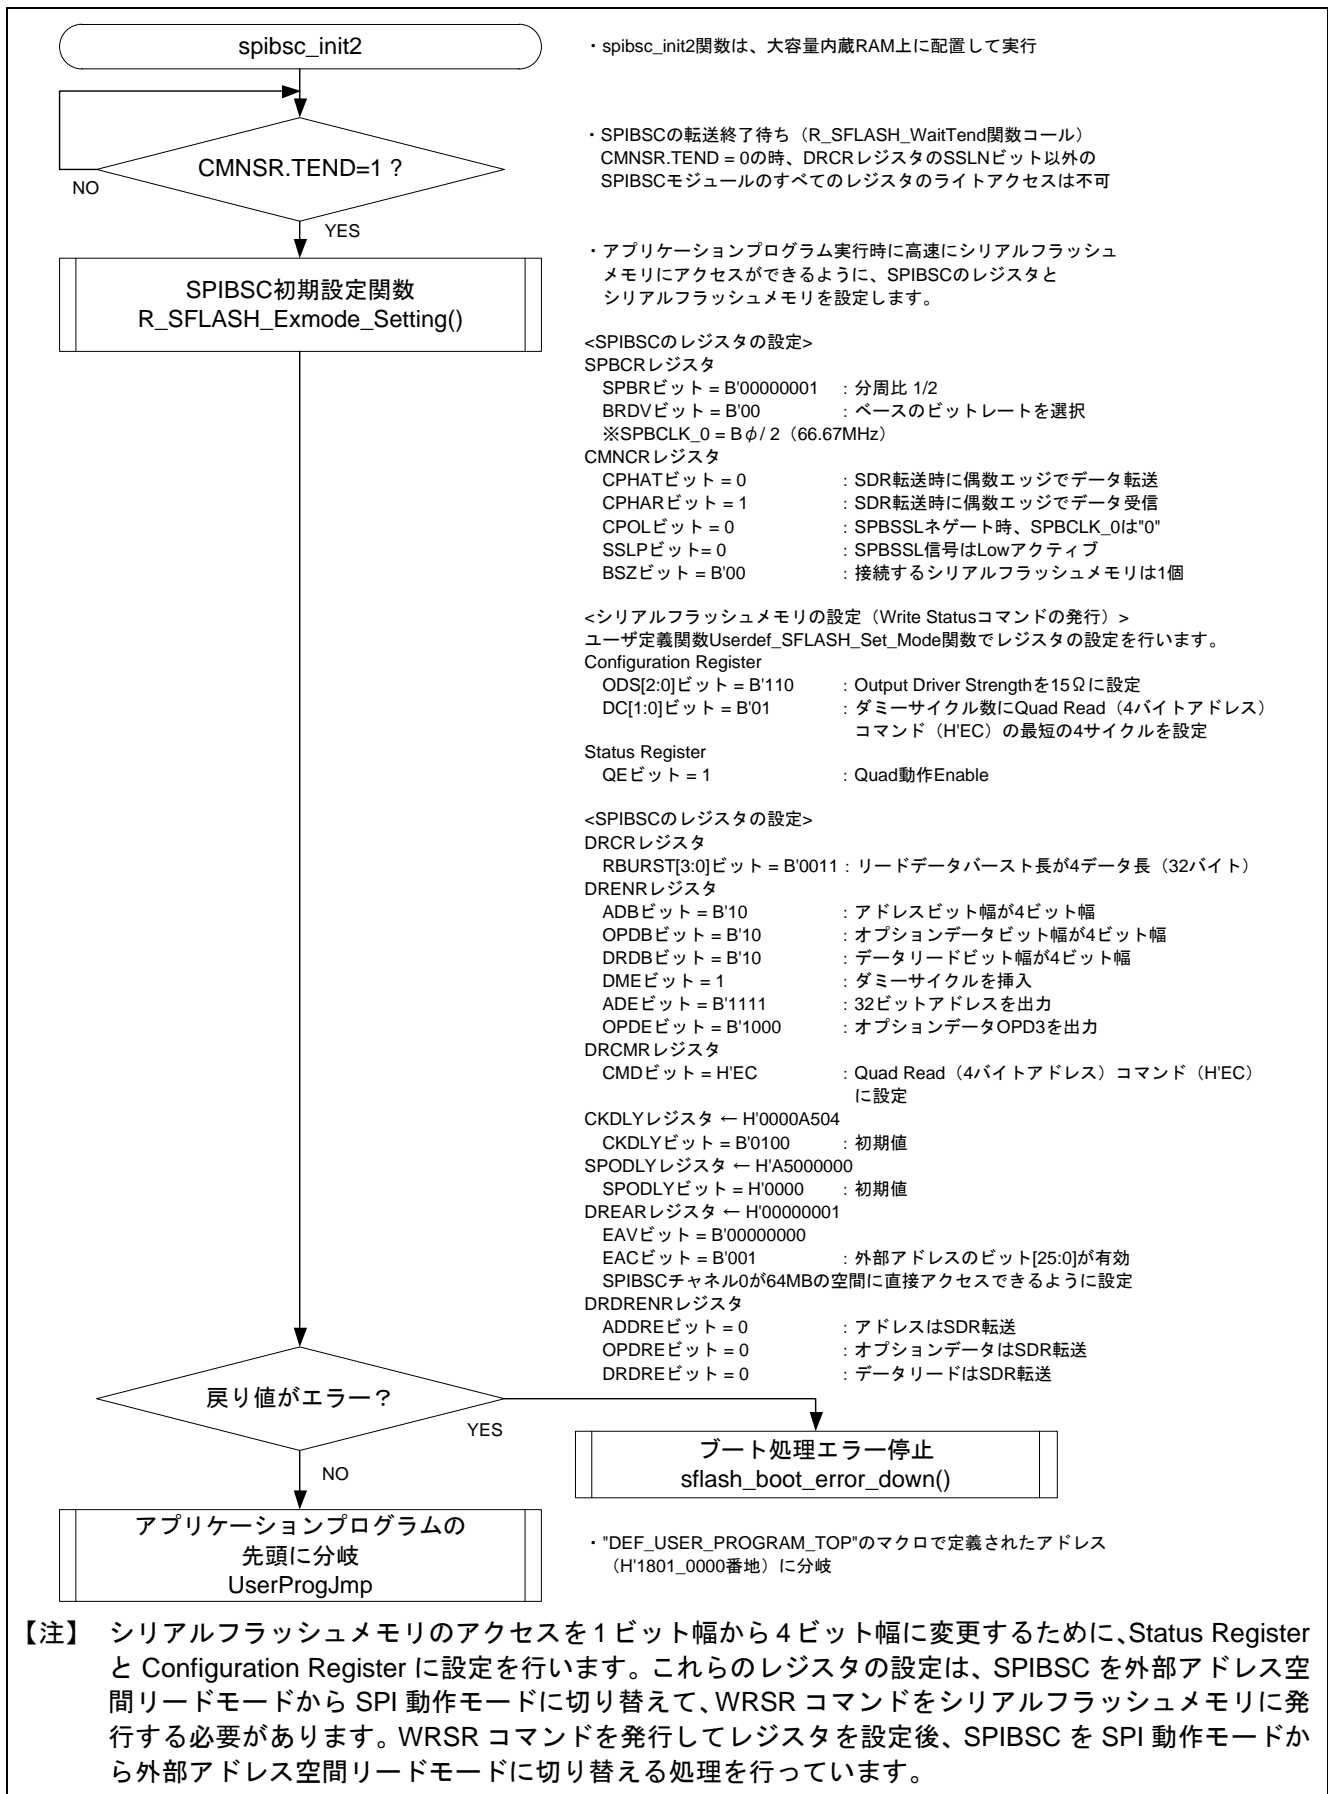 spibsc_init2
・spibsc_init2関数は、大容量内蔵RAM上に配置して実行
CMNSR.TEND=1 ?
NO
YES
・SPIBSCの転送終了待ち（R_SFLASH_WaitTend関数コール）
CMNSR.TEND = 0の時、DRCRレジスタのSSLNビット以外の
SPIBSCモジュールのすべてのレジスタのライトアクセスは不可
SPIBSC初期設定関数
R_SFLASH_Exmode_Setting()
・アプリケーションプログラム実行時に高速にシリアルフラッシュ
メモリにアクセスができるように、SPIBSCのレジスタと
シリアルフラッシュメモリを設定します。
<SPIBSCのレジスタの設定>
SPBCRレジスタ
SPBRビット = B'00000001 : 分周比 1/2
BRDVビット = B'00 : ベースのビットレートを選択
※SPBCLK_0 = Bφ/ 2（66.67MHz）
CMNCRレジスタ
CPHATビット = 0 : SDR転送時に偶数エッジでデータ転送
CPHARビット = 1 : SDR転送時に偶数エッジでデータ受信
CPOLビット = 0 : SPBSSLネゲート時、SPBCLK_0は"0"
SSLPビット= 0 : SPBSSL信号はLowアクティブ
BSZビット = B'00 : 接続するシリアルフラッシュメモリは1個
<シリアルフラッシュメモリの設定（Write Statusコマンドの発行）>
ユーザ定義関数Userdef_SFLASH_Set_Mode関数でレジスタの設定を行います。
Configuration Register
ODS[2:0]ビット = B'110 : Output Driver Strengthを15Ωに設定
DC[1:0]ビット = B'01 : ダミーサイクル数にQuad Read（4バイトアドレス）
コマンド（H'EC）の最短の4サイクルを設定
Status Register
QEビット = 1 : Quad動作Enable
<SPIBSCのレジスタの設定>
DRCRレジスタ
RBURST[3:0]ビット = B'0011 : リードデータバースト長が4データ長（32バイト）
DRENRレジスタ
ADBビット = B'10 : アドレスビット幅が4ビット幅
OPDBビット = B'10 : オプションデータビット幅が4ビット幅
DRDBビット = B'10 : データリードビット幅が4ビット幅
DMEビット = 1 : ダミーサイクルを挿入
ADEビット = B'1111 : 32ビットアドレスを出力
OPDEビット = B'1000 : オプションデータOPD3を出力
DRCMRレジスタ
CMDビット = H'EC : Quad Read（4バイトアドレス）コマンド（H'EC）
に設定
CKDLYレジスタ ← H'0000A504
CKDLYビット = B'0100 : 初期値
SPODLYレジスタ ← H'A5000000
SPODLYビット = H'0000 : 初期値
DREARレジスタ ← H'00000001
EAVビット = B'00000000
EACビット = B'001 : 外部アドレスのビット[25:0]が有効
SPIBSCチャネル0が64MBの空間に直接アクセスできるように設定
DRDRENRレジスタ
ADDREビット = 0 : アドレスはSDR転送
OPDREビット = 0 : オプションデータはSDR転送
DRDREビット = 0 : データリードはSDR転送
戻り値がエラー？
YES
NO
ブート処理エラー停止
sflash_boot_error_down()
アプリケーションプログラムの
先頭に分岐
UserProgJmp
・"DEF_USER_PROGRAM_TOP"のマクロで定義されたアドレス
（H'1801_0000番地）に分岐
【注】 シリアルフラッシュメモリのアクセスを1ビット幅から4ビット幅に変更するために、Status Register
と Configuration Register に設定を行います。これらのレジスタの設定は、SPIBSC を外部アドレス空
間リードモードから SPI 動作モードに切り替えて、WRSR コマンドをシリアルフラッシュメモリに発
行する必要があります。WRSR コマンドを発行してレジスタを設定後、SPIBSC を SPI 動作モードか
ら外部アドレス空間リードモードに切り替える処理を行っています。